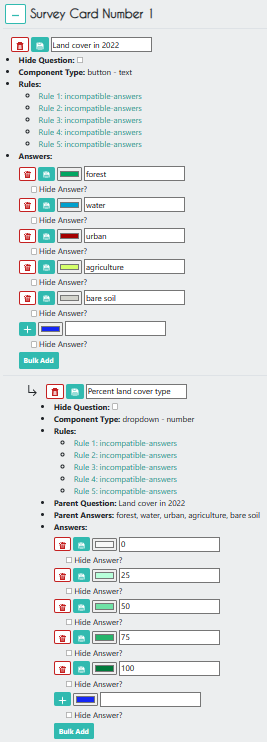 Survey Card Number 1
Land cover in 2022
Hide Question:
Component Type: button - text
Rules:
Rule 1: incompatible-answers
Rule 2: incompatible-answers
Rule 3: incompatible-answers
Rule 4: incompatible-answers
Rule 5: incompatible-answers
Answers:
forest
Hide Answer?
water
Hide Answer?
urban
Hide Answer?
agriculture
Hide Answer?
bare soil
Hide Answer?
Hide Answer?
Bulk Add
Percent land cover type
Hide Question:
Component Type: dropdown - number
Rules:
Rule 1: incompatible-answers
Rule 2: incompatible-answers
Rule 3: incompatible-answers
Rule 4: incompatible-answers
Rule 5: incompatible-answers
Parent Question: Land cover in 2022
Parent Answers: forest, water, urban, agriculture, bare soil
Answers:
0
Hide Answer?
25
Hide Answer?
50
Hide Answer?
75
Hide Answer?
100
Hide Answer?
Hide Answer?
Bulk Add